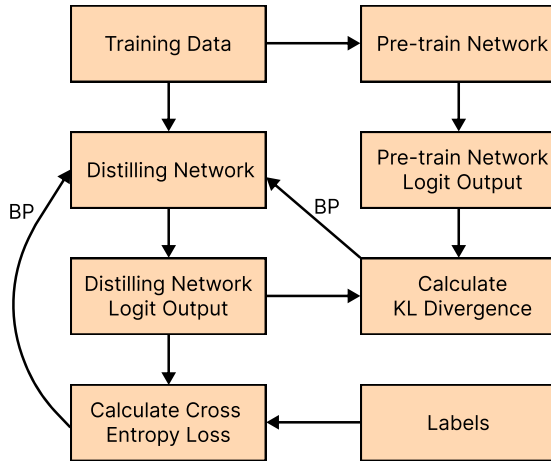 Training Data
Pre-train Network
Distilling Network
Pre-train Network
Logit Output
BP
BP
Distilling Network
Logit Output
Calculate
KL Divergence
Calculate Cross
Entropy Loss
Labels